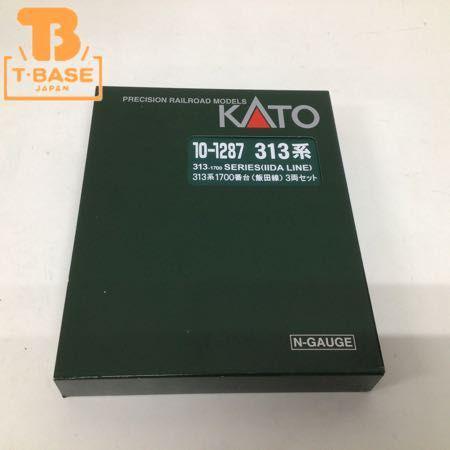 TB
T-BASE
JAPAN
PRECISION RAILROAD MODELS
KATO
10-1287 313系
313-1700 SERIES(IIDA LINE)
313系1700番台(飯田線)3両セット
N-GAUGE